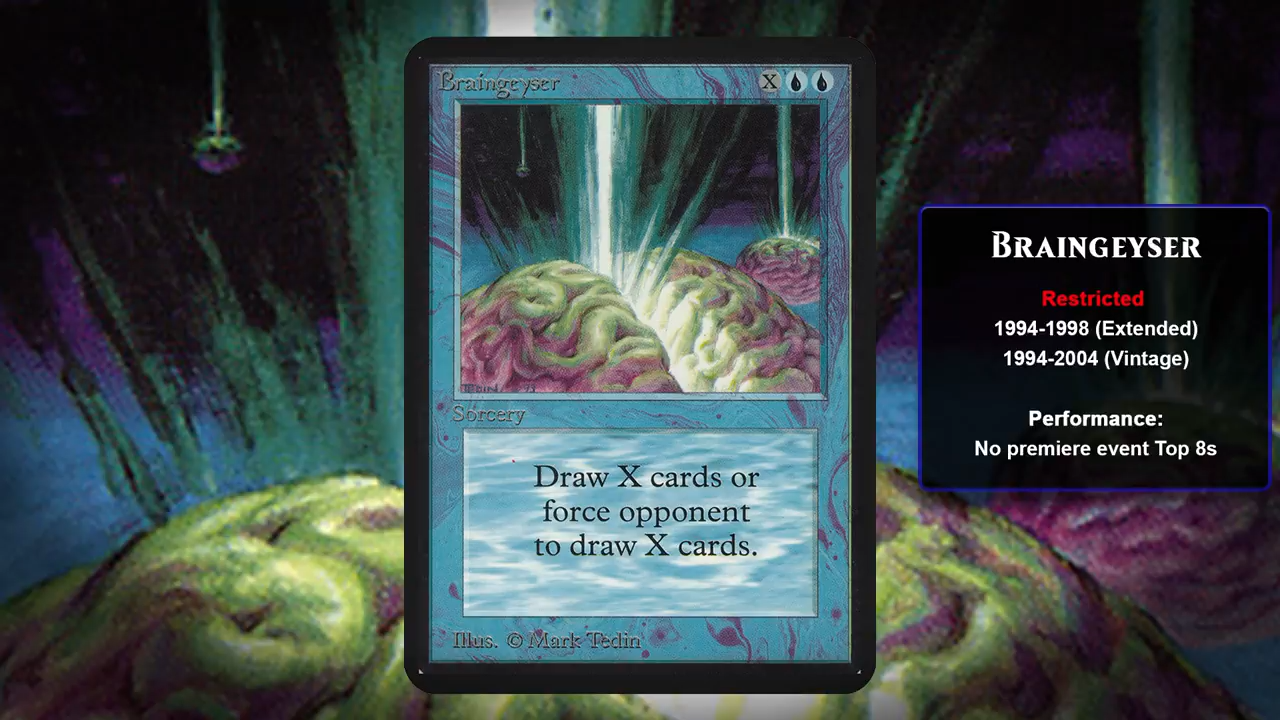 Braingeyser X
Sorcery
Draw X cards or
force opponent
to draw X cards.
Illus. © Mark Tedin
BRAINGEYSER
Restricted
1994-1998 (Extended)
1994-2004 (Vintage)
Performance:
No premiere event Top 8s